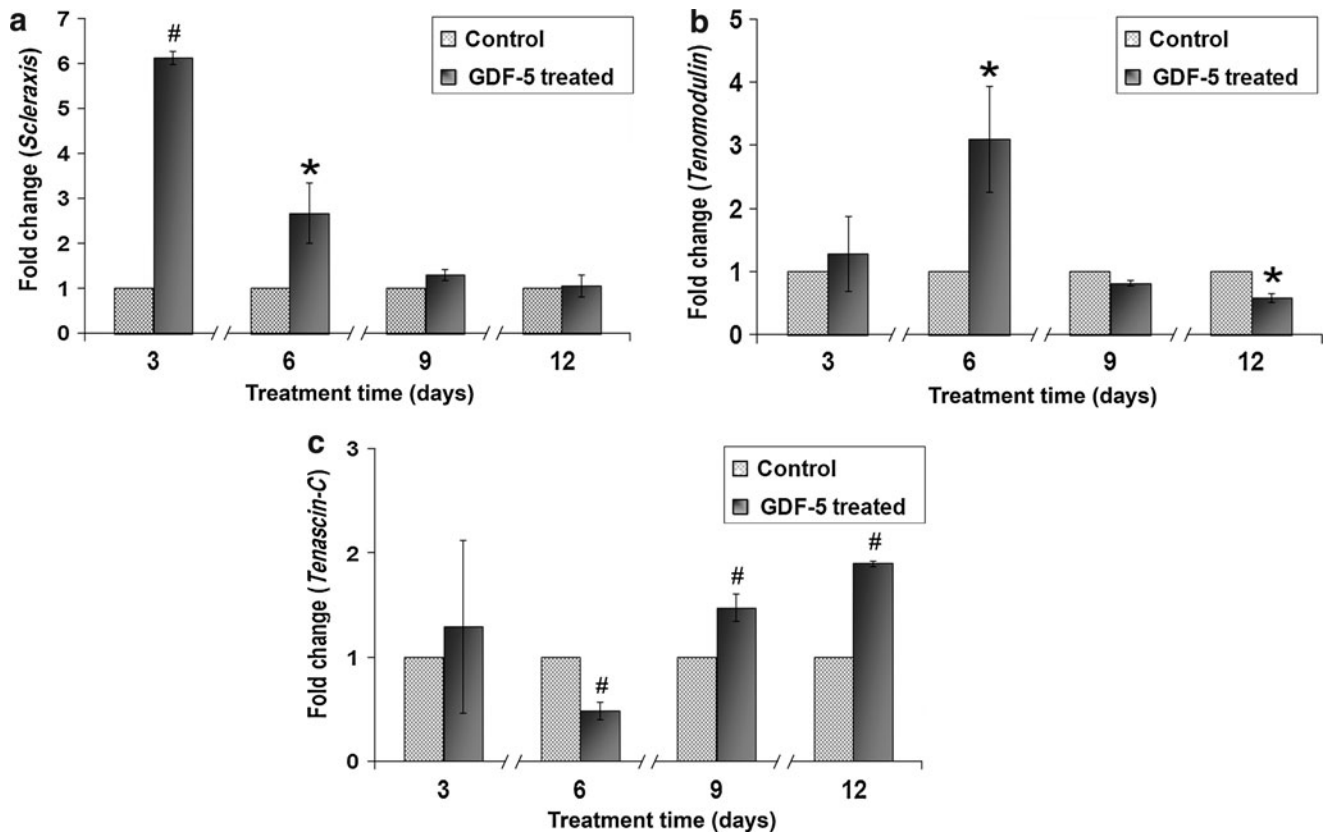 a
Fold change (Scleraxis)
7
6
5
4
3
2
1
0
#
*
Control
GDF-5 treated
3 6 9 12
Treatment time (days)
b
Fold change (Tenomodulin)
5
4
3
2
1
0
*
*
Control
GDF-5 treated
3 6 9 12
Treatment time (days)
c
Fold change (Tenascin-C)
3
2
1
0
#
#
#
Control
GDF-5 treated
3 6 9 12
Treatment time (days)